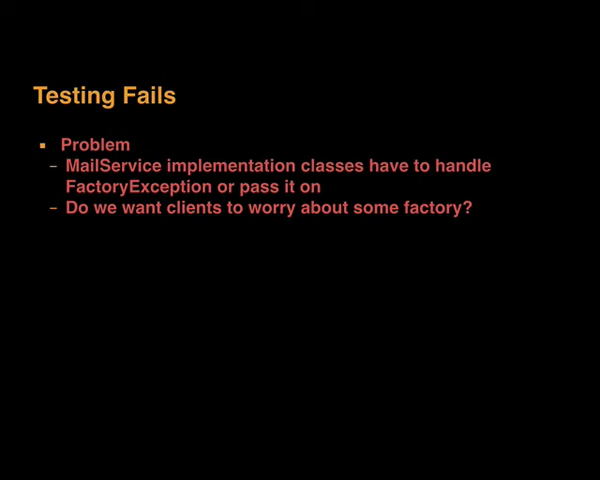 Testing Fails
▪ Problem
– MailService implementation classes have to handle
FactoryException or pass it on
– Do we want clients to worry about some factory?